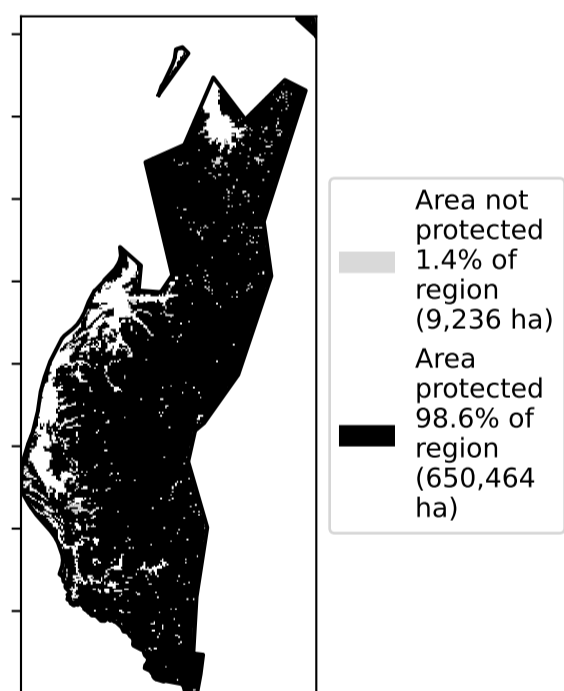 Area not
protected
1.4% of
region
(9,236 ha)
Area
protected
98.6% of
region
(650,464
ha)